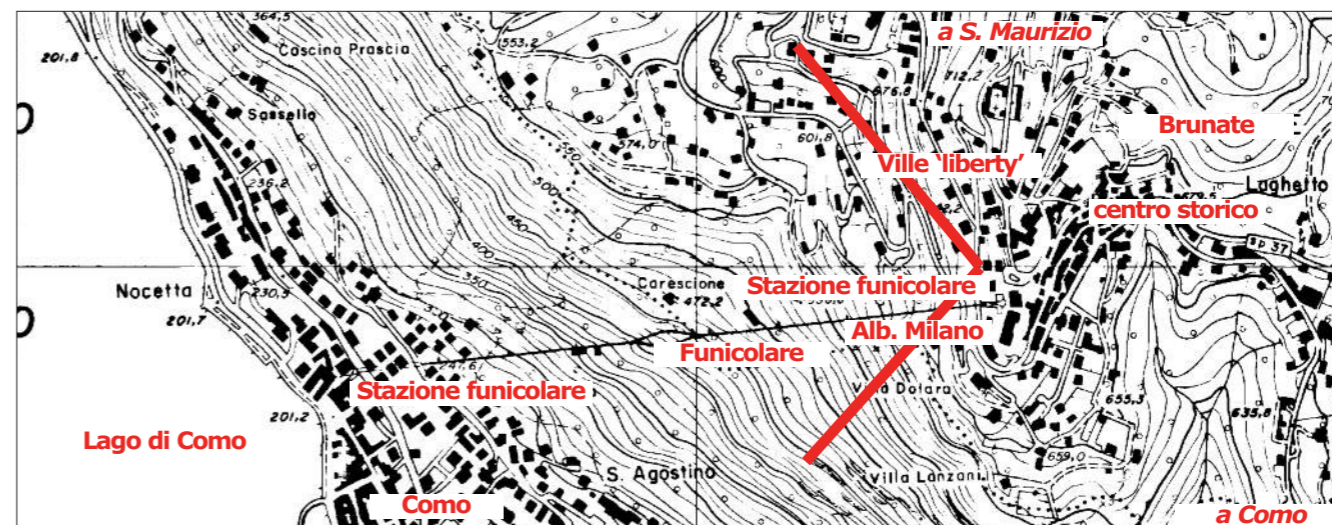 364,5
553,2
a S. Maurizio
201,8
Cascina Prascia
712,2
676,8
Sassello
Brunate
601,8
574,0
550
Ville ‘liberty’
236,2
500
Laghetto
450
centro storico
400
sp 37
350
Stazione funicolare
Carescione
472,2
Nocetta
230,5
201,7
Alb. Milano
Funicolare
Stazione funicolare
Villa Dolara
655,3
635,8
201,2
Lago di Como
659,0
S. Agostino
Villa Lanzani
Como
a Como